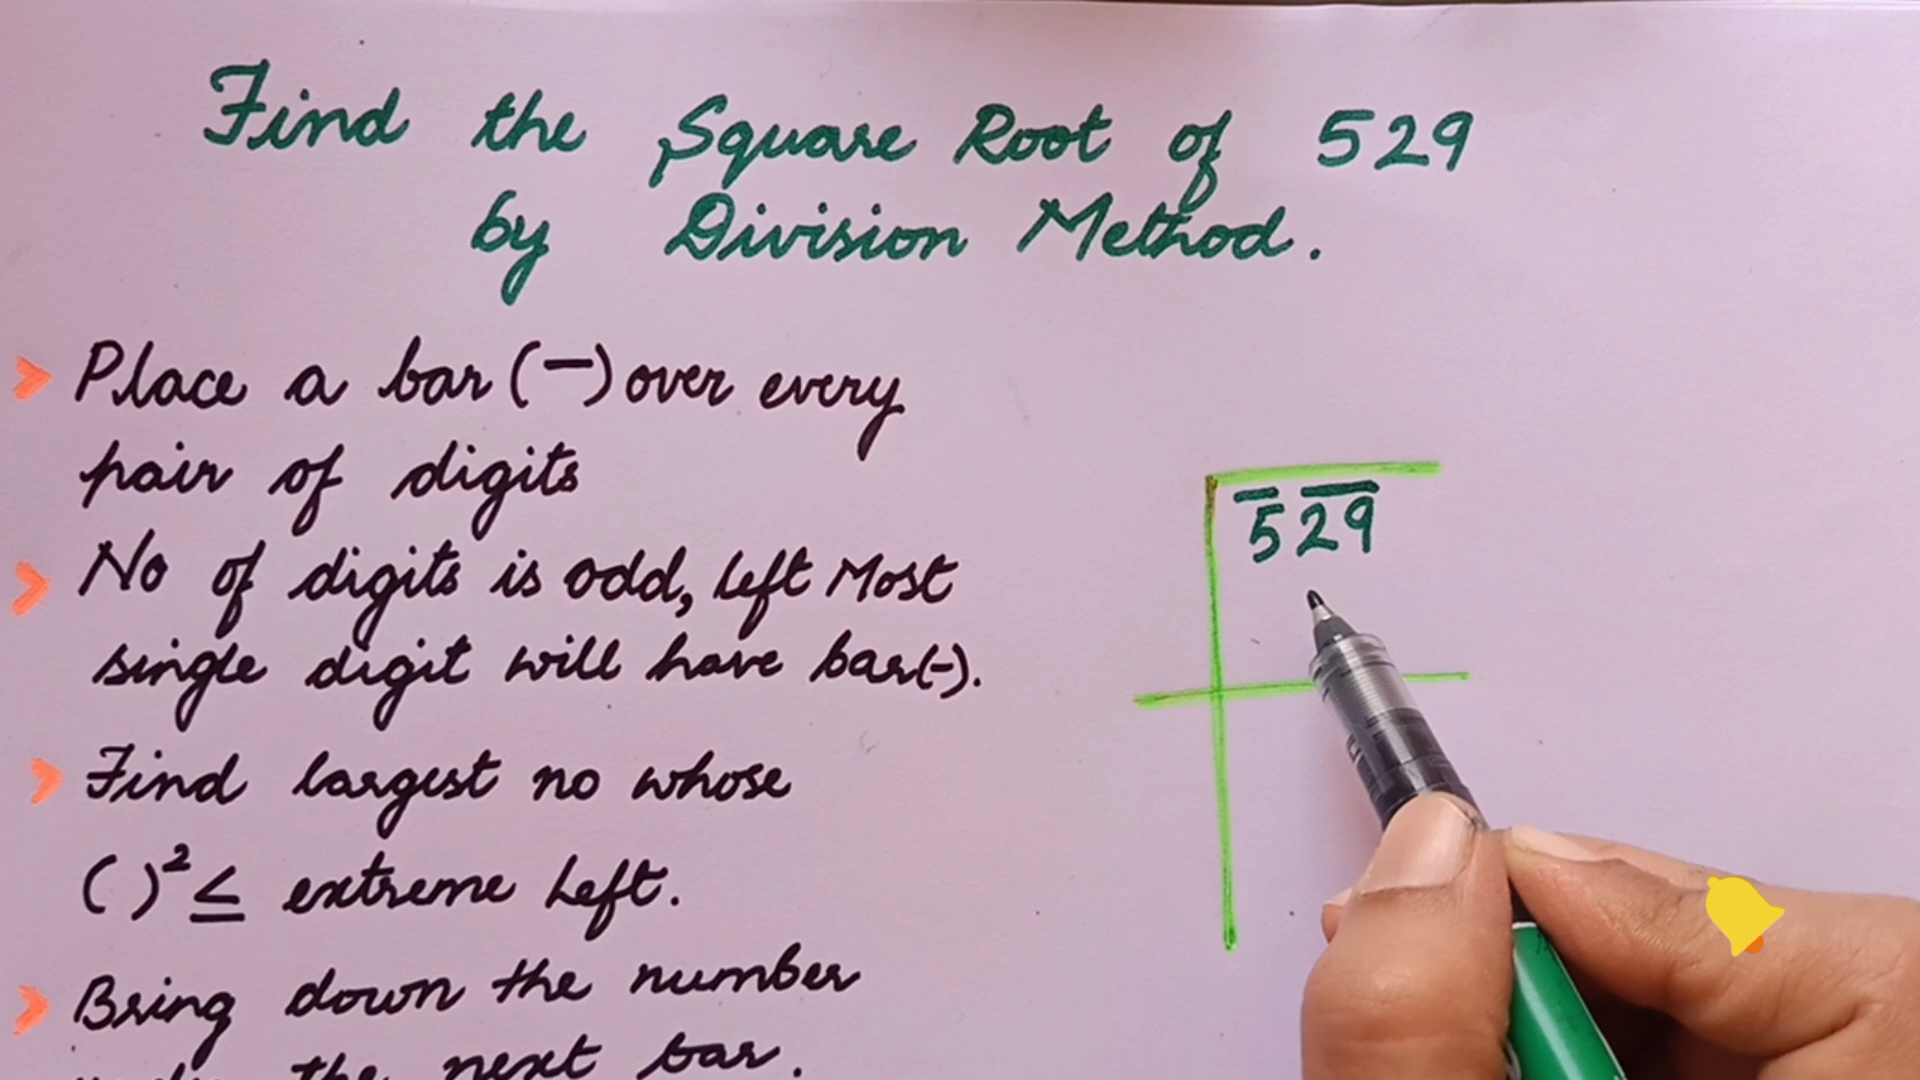 Find the Square Root of 529
by Division Method.
Place a bar (—) over every
pair of digits
No of digits is odd, Left Most
single digit will have bar(-).
Find largest no whose
( )² ≤ extreme Left.
Bring down the number
the next bar.
529